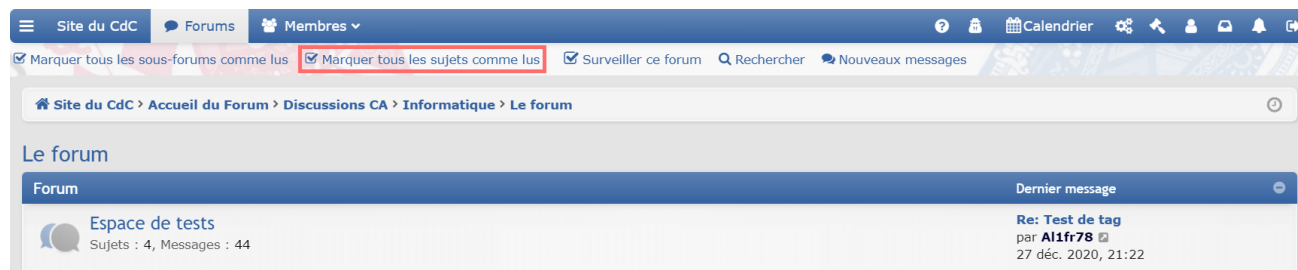 Site du CdC Forums Membres Calendrier
Marquer tous les sous-forums comme lus Marquer tous les sujets comme lus Surveiller ce forum Rechercher Nouveaux messages
Site du CdC › Accueil du Forum › Discussions CA › Informatique › Le forum
Le forum
Forum Dernier message
Espace de tests Re: Test de tag
Sujets : 4, Messages : 44 par Al1fr78
27 déc. 2020, 21:22